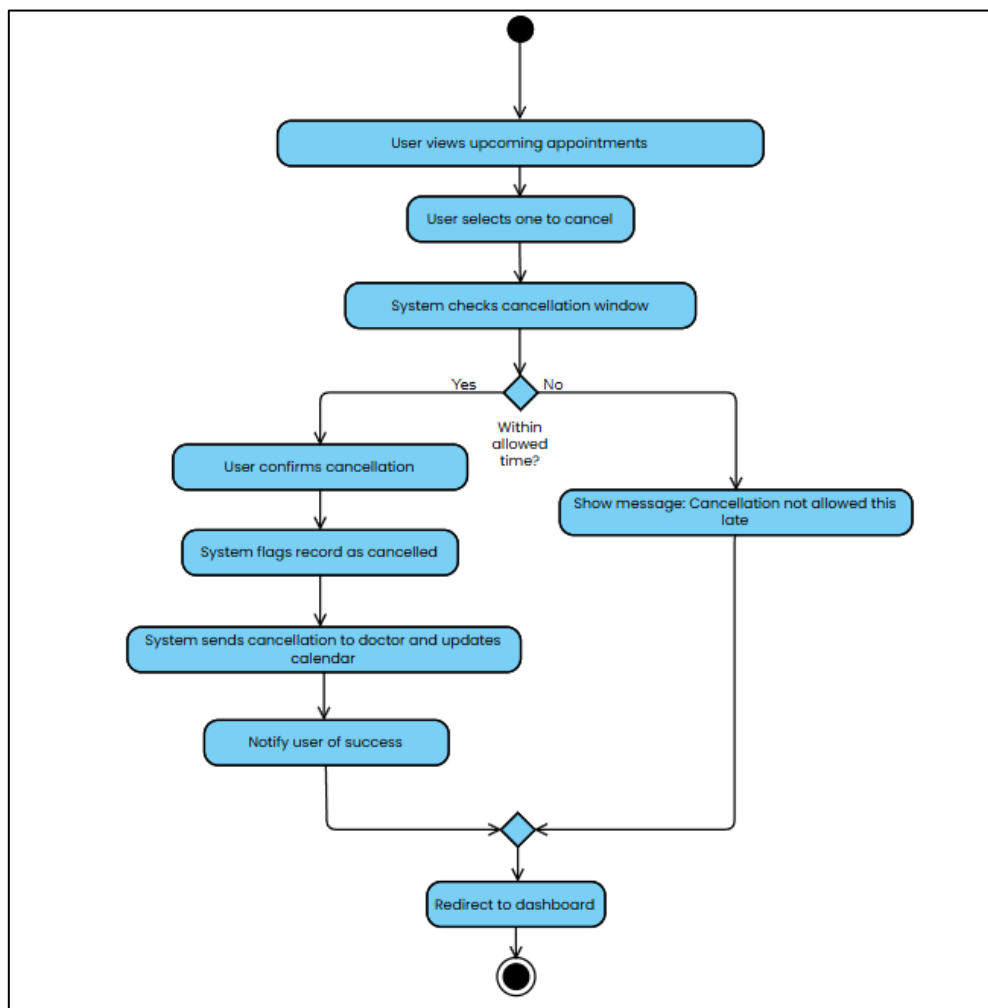 User views upcoming appointments
User selects one to cancel
System checks cancellation window
Yes
No
Within
allowed
time?
User confirms cancellation
Show message: Cancellation not allowed this
late
System flags record as cancelled
System sends cancellation to doctor and updates
calendar
Notify user of success
Redirect to dashboard